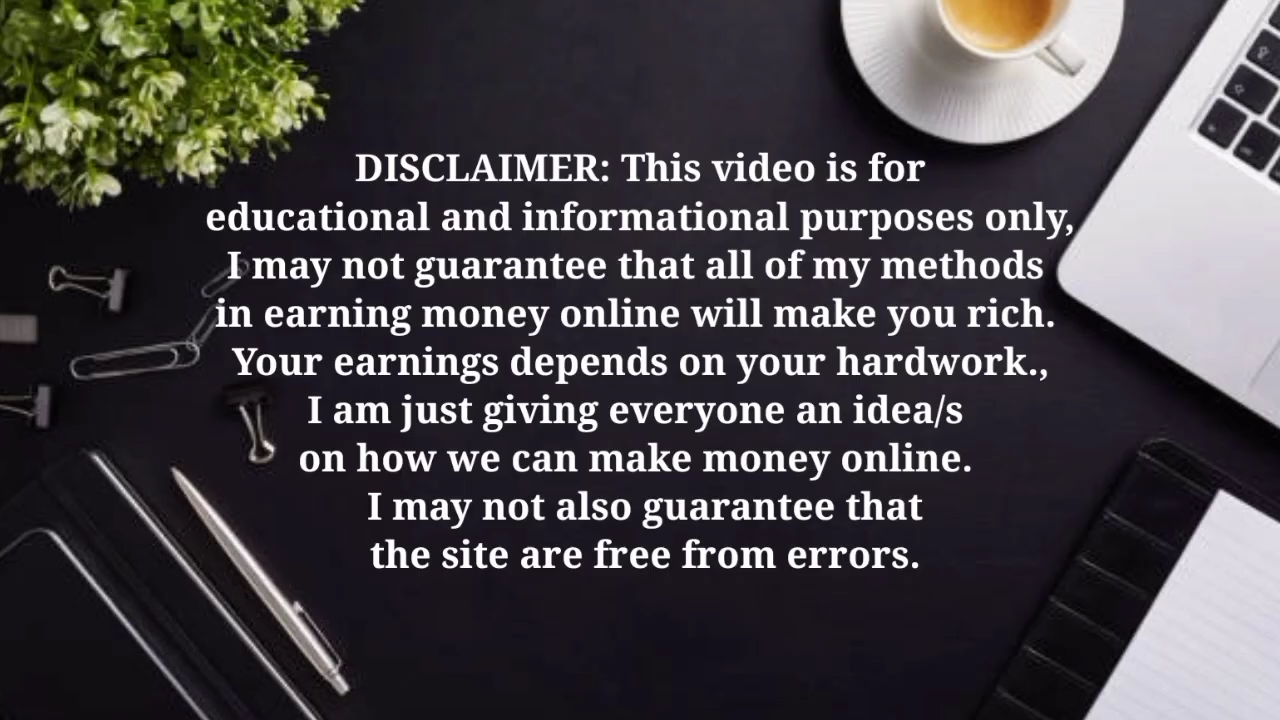 DISCLAIMER: This video is for
educational and informational purposes only,
I may not guarantee that all of my methods
in earning money online will make you rich.
Your earnings depends on your hardwork.,
I am just giving everyone an idea/s
on how we can make money online.
I may not also guarantee that
the site are free from errors.